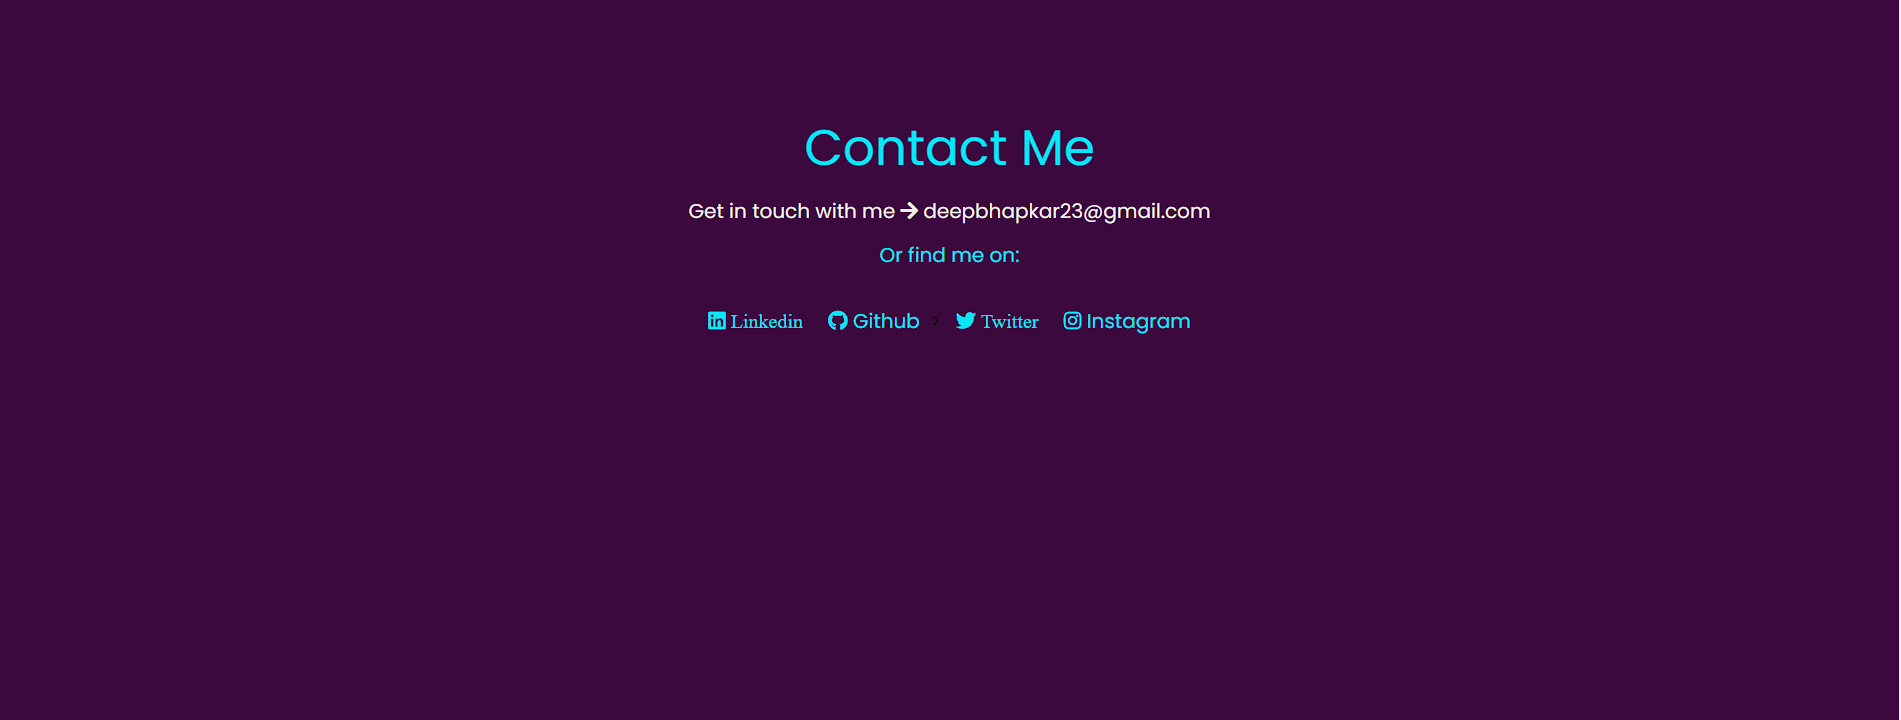 Contact Me
Get in touch with me → deepbhapkar23@gmail.com
Or find me on:
Linkedin Github > Twitter Instagram